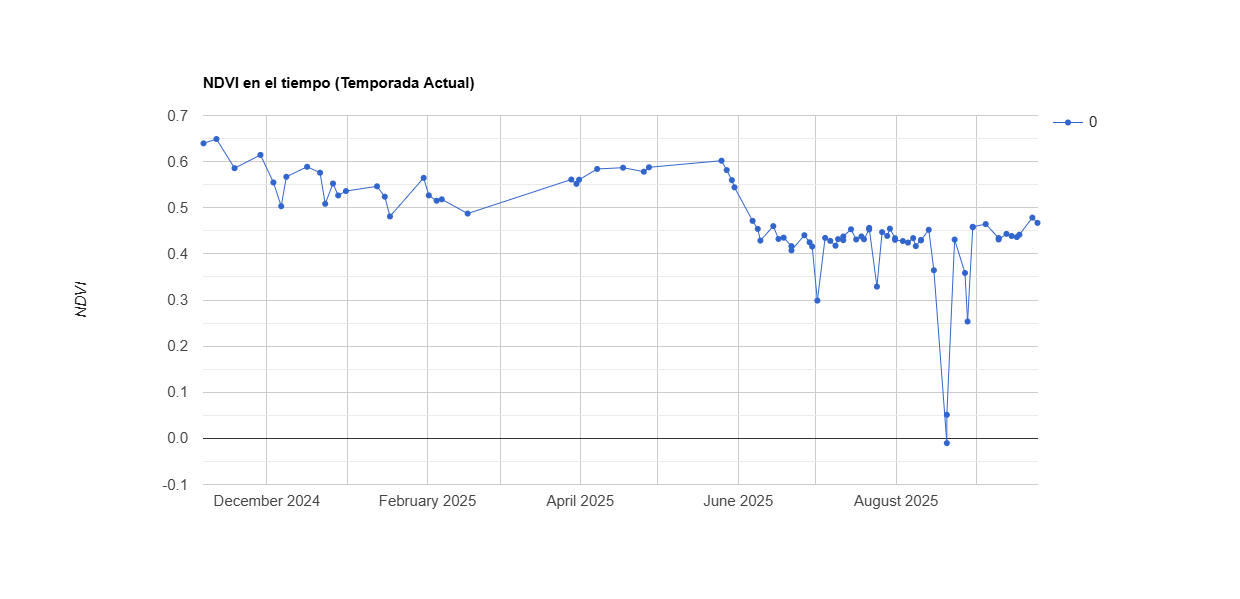 NDVI en el tiempo (Temporada Actual)
0.7
0.6
0.5
0.4
0.3
0.2
0.1
0.0
-0.1
NDVI
December 2024
February 2025
April 2025
June 2025
August 2025
0